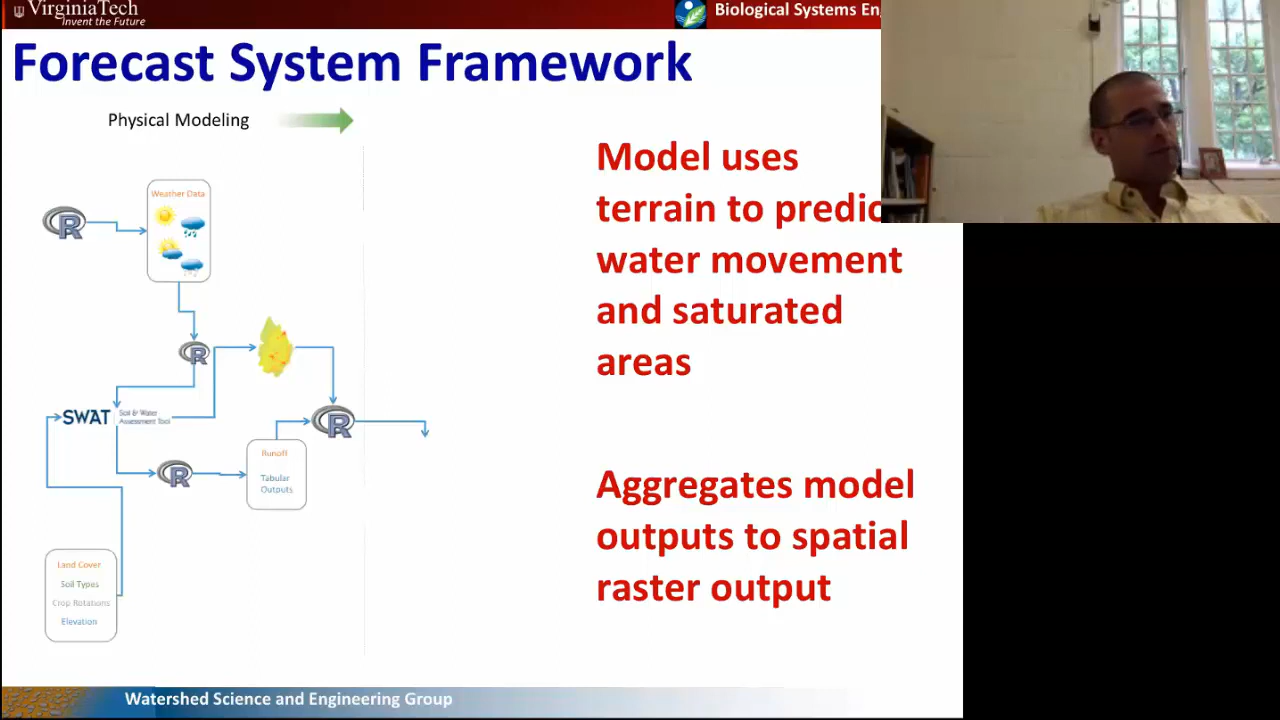 VirginiaTech
Invent the Future
Biological Systems En
Forecast System Framework
Physical Modeling
Model uses
terrain to predic
water movement
and saturated
areas
Weather Data
R
R
SWAT Soil & Water
Assessment Tool
R
R
Runoff
Tabular
Outputs
Aggregates model
outputs to spatial
raster output
Land Cover
Soil Types
Crop Rotations
Elevation
Watershed Science and Engineering Group